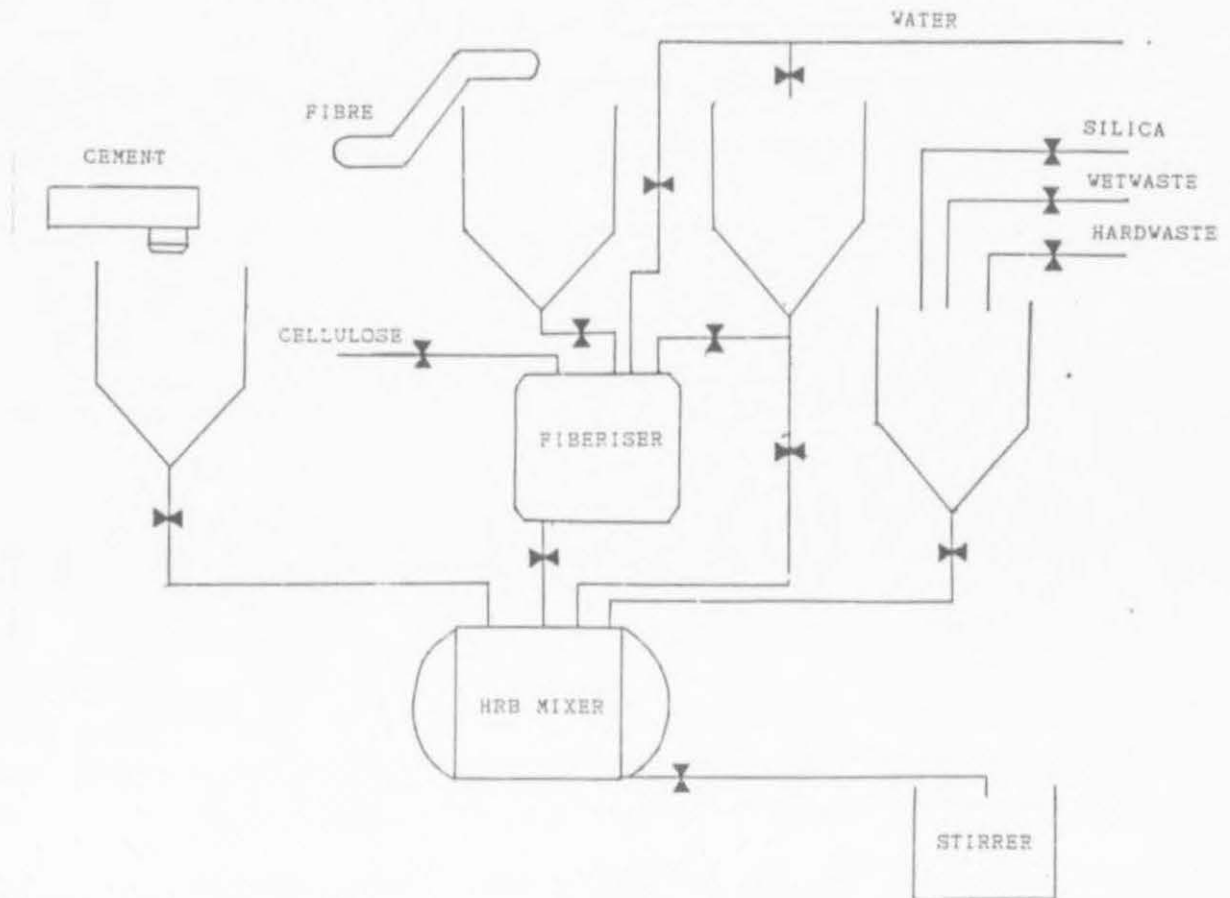 WATER
FIBRE
SILICA
CEMENT
WETWASTE
HARDWASTE
CELLULOSE
FIBERISER
HRB MIXER
STIRRER